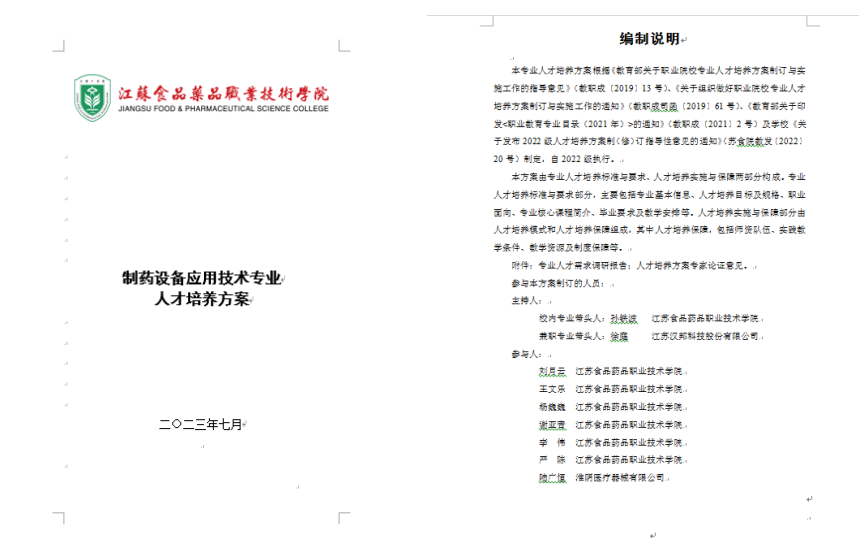 江蘇食品藥品職業技術學院
JIANGSU FOOD & PHARMACEUTICAL SCIENCE COLLEGE
制药设备应用技术专业
人才培养方案
二〇二三年七月
编制说明
本专业人才培养方案根据《教育部关于职业院校专业人才培养方案制订与实
施工作的指导意见》（教职成〔2019〕13 号）、《关于组织做好职业院校专业人才
培养方案制订与实施工作的通知》（教职成司函〔2019〕61 号）、《教育部关于印
发<职业教育专业目录（2021 年）>的通知》（教职成〔2021〕2 号）及学校《关
于发布 2022 级人才培养方案制（修）订指导性意见的通知》（苏食院教发〔2022〕
20 号）制定，自 2022 级执行。
本方案由专业人才培养标准与要求、人才培养实施与保障两部分构成。专业
人才培养标准与要求部分，主要包括专业基本信息、人才培养目标及规格、职业
面向、专业核心课程简介、毕业要求及教学安排等。人才培养实施与保障部分由
人才培养模式和人才培养保障组成，其中人才培养保障，包括师资队伍、实践教
学条件、教学资源及制度保障等。
附件：专业人才需求调研报告；人才培养方案专家论证意见。
参与本方案制订的人员：
主持人：
校内专业带头人：孙铁波 江苏食品药品职业技术学院
兼职专业带头人：徐庭 江苏汉邦科技股份有限公司
参与人：
刘月云 江苏食品药品职业技术学院
王文乐 江苏食品药品职业技术学院
杨巍巍 江苏食品药品职业技术学院
谢亚青 江苏食品药品职业技术学院
李 伟 江苏食品药品职业技术学院
严 陈 江苏食品药品职业技术学院
陆广恒 淮阴医疗器械有限公司